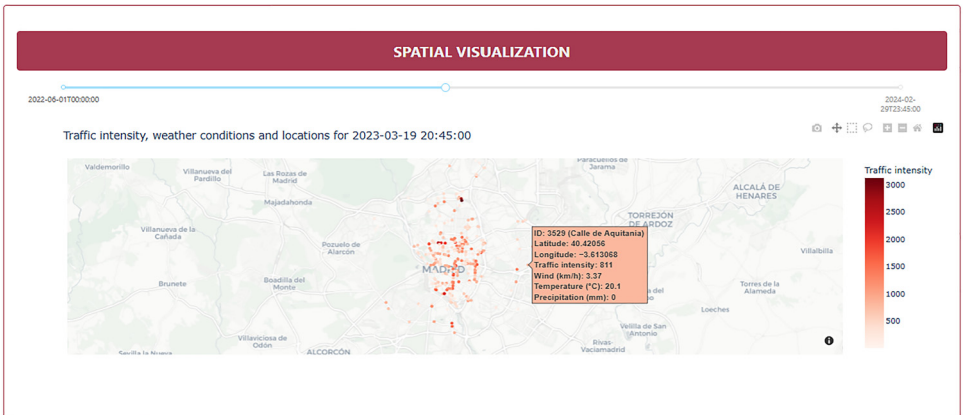 SPATIAL VISUALIZATION
2022-06-01T00:00:00
2024-02-
29T23:45:00
Traffic intensity, weather conditions and locations for 2023-03-19 20:45:00
Valdemorillo
Villanueva del
Pardillo
Las Rozas de
Madrid
Paracuellos de
Jarama
ALCALÁ DE
HENARES
Majadahonda
TORREJÓN
DE ARDOZ
Villanueva de la
Cañada
Pozuelo de
Alarcón
Villalbilla
MADRID
Brunete
Boadilla del
Monte
Torres de la
Alameda
Loeches
Velilla de San
Antonio
Villaviciosa de
Odón
Rivas-
Vaciamadrid
Sevilla la Nueva
ALCORCÓN
ID: 3529 (Calle de Aquitania)
Latitude: 40.42056
Longitude: −3.613068
Traffic intensity: 811
Wind (km/h): 3.37
Temperature (°C): 20.1
Precipitation (mm): 0
del
Traffic intensity
3000
2500
2000
1500
1000
500